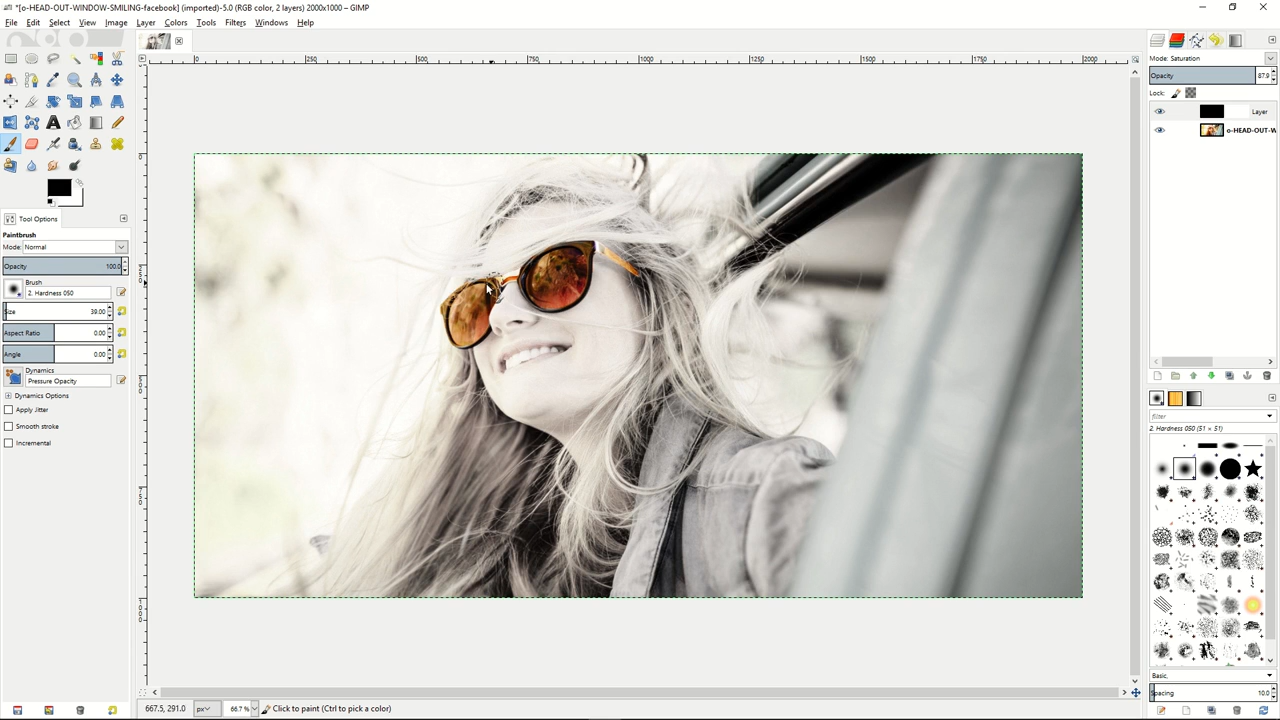 *[o-HEAD-OUT-WINDOW-SMILING-facebook] (imported)-5.0 (RGB color, 2 layers) 2000x1000 – GIMP
File Edit Select View Image Layer Colors Tools Filters Windows Help
0 250 500 750 1000 1250 1500 1750 2000
Mode: Saturation
Opacity 87.9
Lock:
Layer
o-HEAD-OUT-W
Tool Options
Paintbrush
Mode: Normal
Opacity 100.0
Brush
2. Hardness 050
Size 39.00
Aspect Ratio 0.00
Angle 0.00
Dynamics
Pressure Opacity
Dynamics Options
Apply Jitter
Smooth stroke
Incremental
0
250
500
750
1000
filter
2. Hardness 050 (51 × 51)
Basic,
Spacing 10.0
667.5, 291.0 px 66.7 % Click to paint (Ctrl to pick a color)